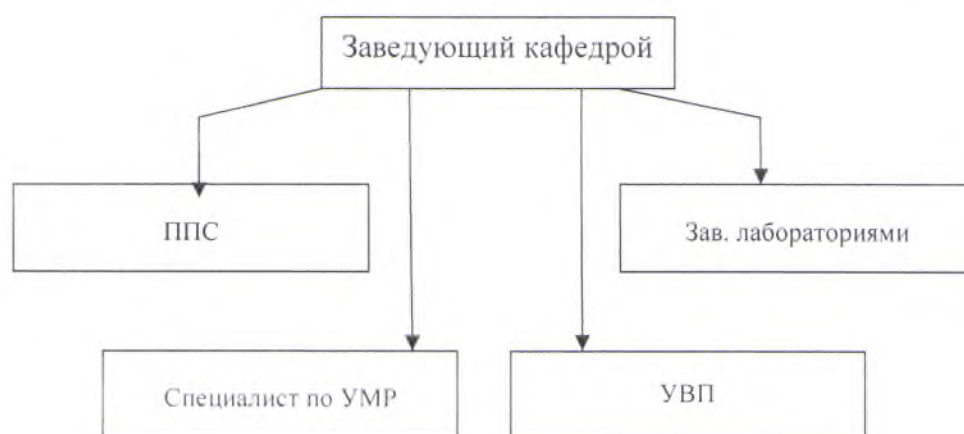 Заведующий кафедрой
ППС
Зав. лабораториями
Специалист по УМР
УВП